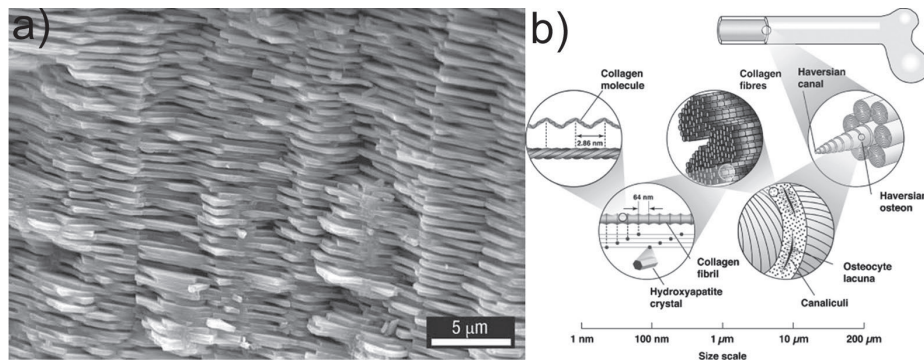 a)
5 µm
b)
Collagen
molecule
2.86 nm
Collagen
fibres
Haversian
canal
Haversian
osteon
64 nm
Collagen
fibril
Hydroxyapatite
crystal
Osteocyte
lacuna
Canaliculi
1 nm 100 nm 1 µm 10 µm 200 µm
Size scale